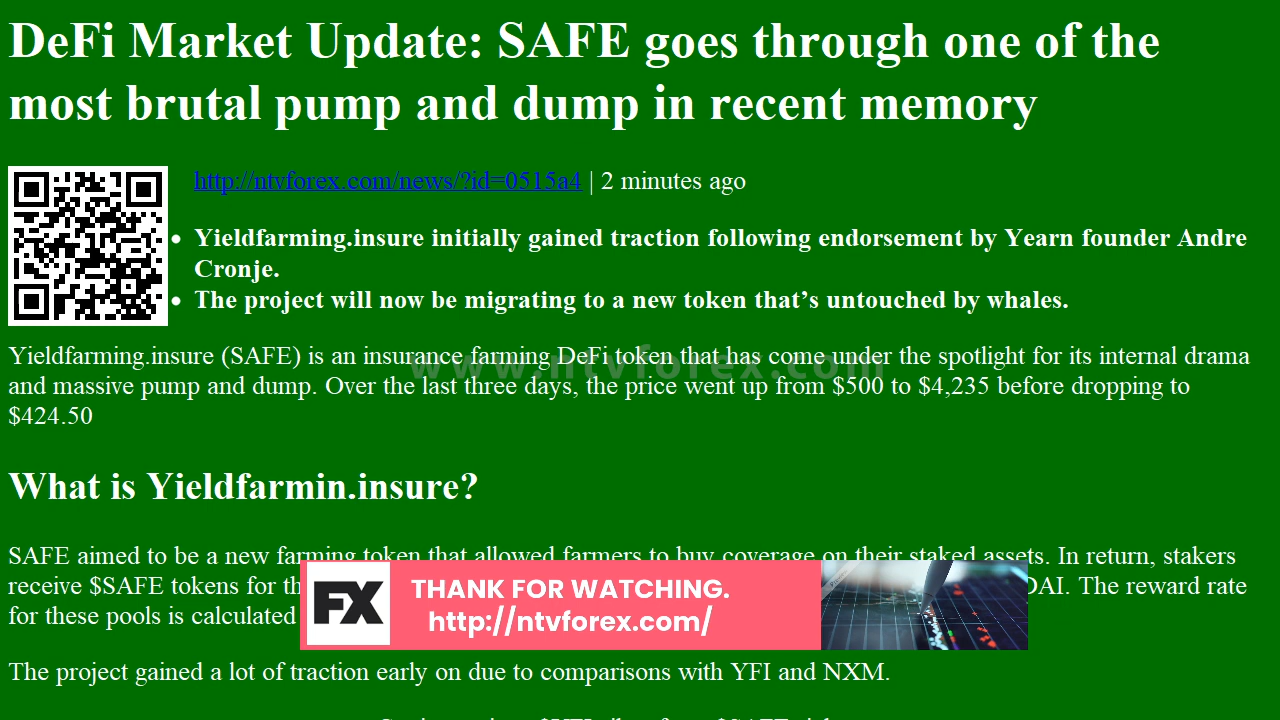 DeFi Market Update: SAFE goes through one of the
most brutal pump and dump in recent memory
http://ntvforex.com/news/?id=0515a4 | 2 minutes ago
• Yieldfarming.insure initially gained traction following endorsement by Yearn founder Andre
Cronje.
• The project will now be migrating to a new token that’s untouched by whales.
www.ntvforex.com
Yieldfarming.insure (SAFE) is an insurance farming DeFi token that has come under the spotlight for its internal drama
and massive pump and dump. Over the last three days, the price went up from $500 to $4,235 before dropping to
$424.50
What is Yieldfarmin.insure?
SAFE aimed to be a new farming token that allowed farmers to buy coverage on their staked assets. In return, stakers
receive $SAFE tokens for DAI. The reward rate
for these pools is calculated
FX
THANK FOR WATCHING.
http://ntvforex.com/
The project gained a lot of traction early on due to comparisons with YFI and NXM.